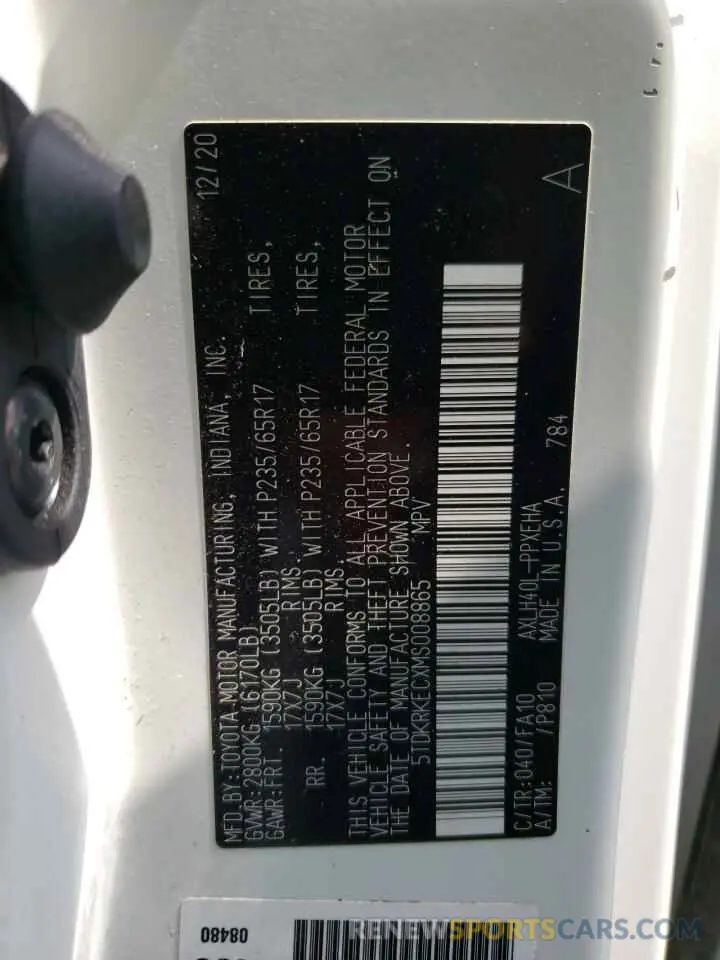 MFD BY:TOYOTA MOTOR MANUFACTURING, INDIANA, INC. 12/20
GVWR:2800KG (6170LB)
GAWR:FRT. 1590KG (3505LB) WITH P235/65R17 TIRES,
17X7J RIMS.
RR. 1590KG (3505LB) WITH P235/65R17 TIRES,
17X7J RIMS.
THIS VEHICLE CONFORMS TO ALL APPLICABLE FEDERAL MOTOR
VEHICLE SAFETY AND THEFT PREVENTION STANDARDS IN EFFECT ON
THE DATE OF MANUFACTURE SHOWN ABOVE.
5TDKRKECXMS008865 MPV
C/TR:040/FA10 AXLH40L-PPXEHA
A/TM: /P810 MADE IN U.S.A. 784
A
08480
RENEWSPORTSCARS.COM